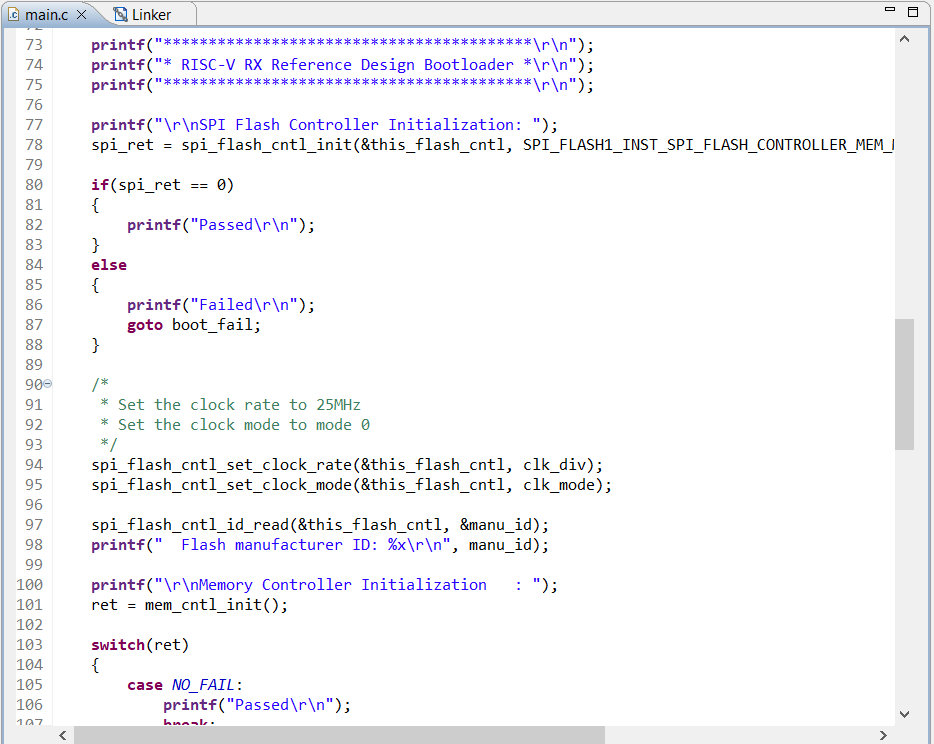 main.c Linker
73 printf("*****************************************\r\n");
74 printf("* RISC-V RX Reference Design Bootloader *\r\n");
75 printf("*****************************************\r\n");
76
77 printf("\r\nSPI Flash Controller Initialization: ");
78 spi_ret = spi_flash_cntl_init(&this_flash_cntl, SPI_FLASH1_INST_SPI_FLASH_CONTROLLER_MEM_
79
80 if(spi_ret == 0)
81 {
82 printf("Passed\r\n");
83 }
84 else
85 {
86 printf("Failed\r\n");
87 goto boot_fail;
88 }
89
90 /*
91 * Set the clock rate to 25MHz
92 * Set the clock mode to mode 0
93 */
94 spi_flash_cntl_set_clock_rate(&this_flash_cntl, clk_div);
95 spi_flash_cntl_set_clock_mode(&this_flash_cntl, clk_mode);
96
97 spi_flash_cntl_id_read(&this_flash_cntl, &manu_id);
98 printf("  Flash manufacturer ID: %x\r\n", manu_id);
99
100 printf("\r\nMemory Controller Initialization   : ");
101 ret = mem_cntl_init();
102
103 switch(ret)
104 {
105 case NO_FAIL:
106 printf("Passed\r\n");
107 break;